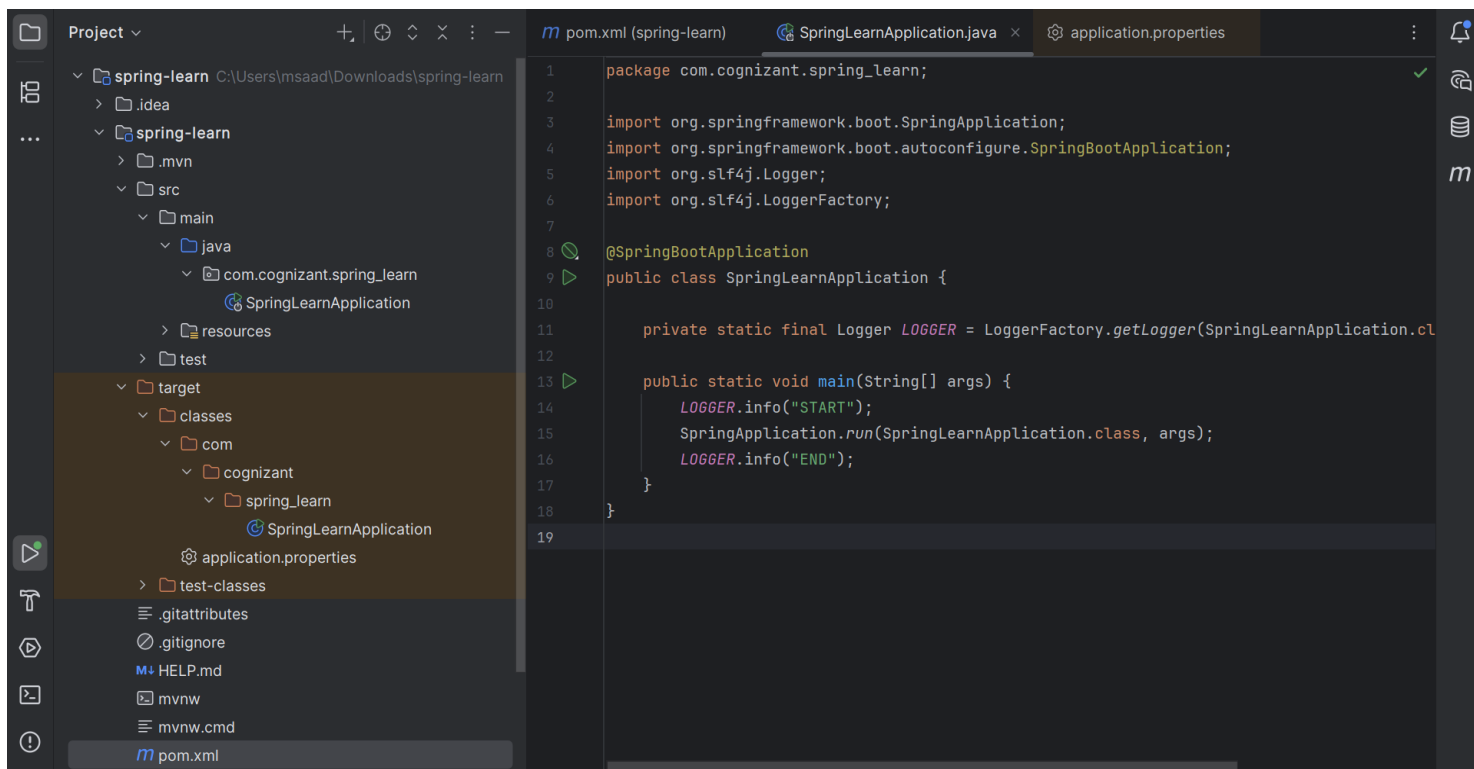 Project
spring-learn C:\Users\msaad\Downloads\spring-learn
.idea
spring-learn
.mvn
src
main
java
com.cognizant.spring_learn
SpringLearnApplication
resources
test
target
classes
com
cognizant
spring_learn
SpringLearnApplication
application.properties
test-classes
.gitattributes
.gitignore
M↓ HELP.md
mvnw
mvnw.cmd
m pom.xml
m pom.xml (spring-learn) SpringLearnApplication.java × application.properties
1 package com.cognizant.spring_learn;
2
3 import org.springframework.boot.SpringApplication;
4 import org.springframework.boot.autoconfigure.SpringBootApplication;
5 import org.slf4j.Logger;
6 import org.slf4j.LoggerFactory;
7
8 @SpringBootApplication
9 public class SpringLearnApplication {
10
11 private static final Logger LOGGER = LoggerFactory.getLogger(SpringLearnApplication.cl
12
13 public static void main(String[] args) {
14 LOGGER.info("START");
15 SpringApplication.run(SpringLearnApplication.class, args);
16 LOGGER.info("END");
17 }
18 }
19
m